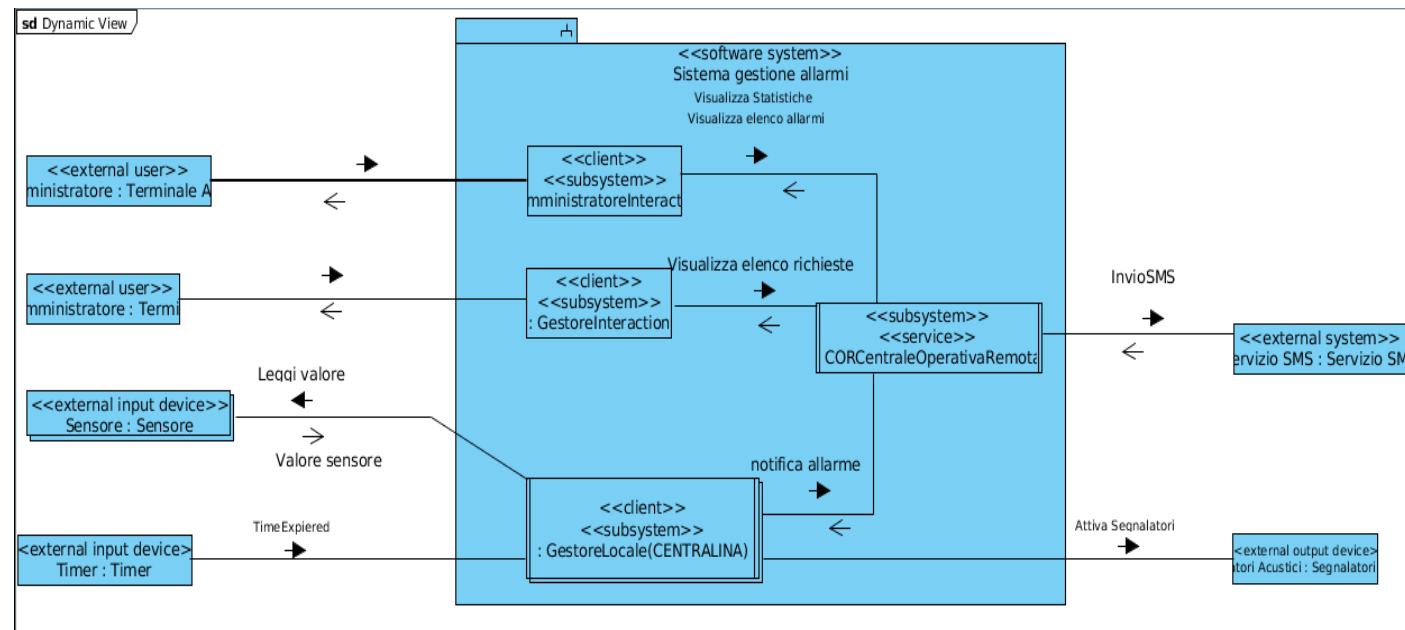 sd Dynamic View
<<software system>>
Sistema gestione allarmi
Visualizza Statistiche
Visualizza elenco allarmi
<<external user>>
ministratore : Terminale A
<<client>>
<<subsystem>>
mministratoreInteract
<<external user>>
mministratore : Termi
<<client>>
<<subsystem>>
: GestoreInteraction
Visualizza elenco richieste
<<subsystem>>
<<service>>
CORCentraleOperativaRemota
InvioSMS
<<external system>>
ervizio SMS : Servizio SM
Leggi valore
<<external input device>>
Sensore : Sensore
Valore sensore
notifica allarme
<<client>>
<<subsystem>>
: GestoreLocale(CENTRALINA)
TimeExpiered
<external input device>
Timer : Timer
Attiva Segnalatori
<external output device>
tori Acustici : Segnalatori